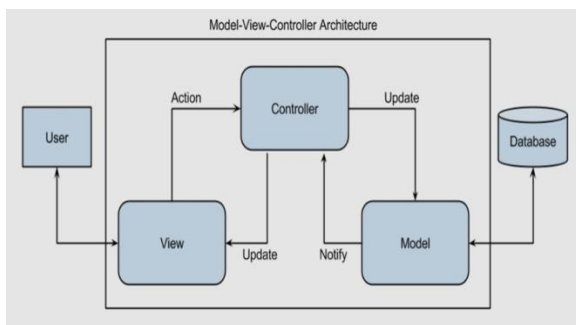 Model-View-Controller Architecture
Action
Controller
Update
User
Database
View
Update
Notify
Model